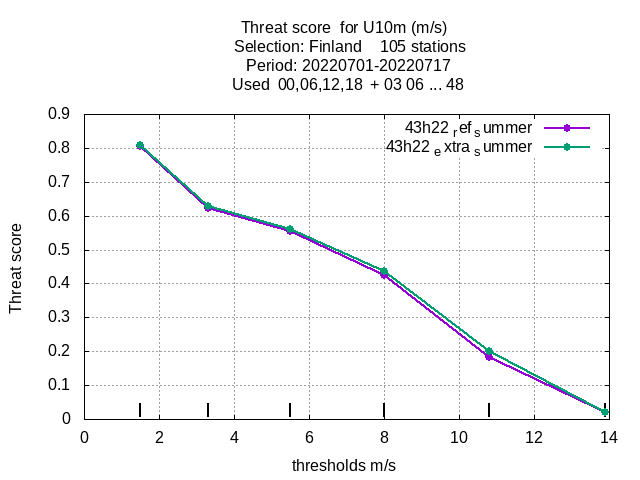 Threat score  for U10m (m/s)
Selection: Finland    105 stations
Period: 20220701-20220717
Used  00,06,12,18  + 03 06 ... 48
43h22 ref summer
43h22 extra summer
0.9
0.8
0.7
0.6
0.5
0.4
0.3
0.2
0.1
0
Threat score
0 2 4 6 8 10 12 14
thresholds m/s